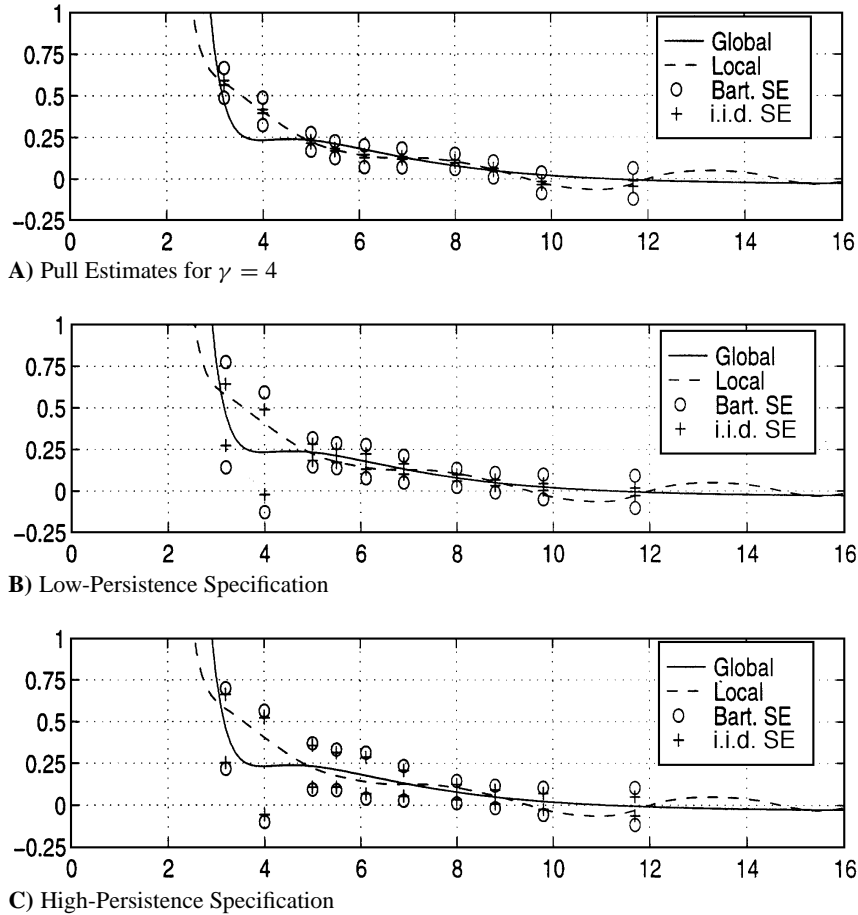 1
0.75
0.5
0.25
0
−0.25
0 2 4 6 8 10 12 14 16
Global
Local
Bart. SE
i.i.d. SE
A) Pull Estimates for γ = 4
1
0.75
0.5
0.25
0
−0.25
0 2 4 6 8 10 12 14 16
Global
Local
Bart. SE
i.i.d. SE
B) Low-Persistence Specification
1
0.75
0.5
0.25
0
−0.25
0 2 4 6 8 10 12 14 16
Global
Local
Bart. SE
i.i.d. SE
C) High-Persistence Specification